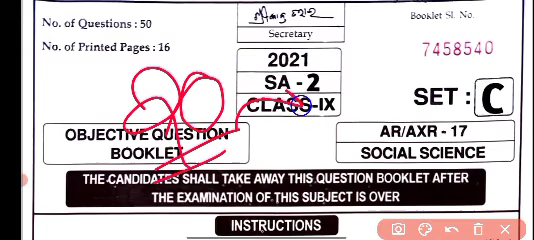 No. of Questions : 50
No. of Printed Pages : 16
Secretary
Booklet Sl. No.
7458540
2021
SA - 2
CLASS-IX
SET : C
OBJECTIVE QUESTION
BOOKLET
AR/AXR - 17
SOCIAL SCIENCE
THE CANDIDATES SHALL TAKE AWAY THIS QUESTION BOOKLET AFTER
THE EXAMINATION OF THIS SUBJECT IS OVER
INSTRUCTIONS